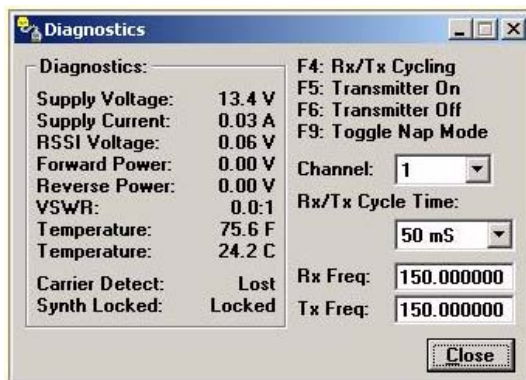 Diagnostics
Diagnostics:
Supply Voltage: 13.4 V
Supply Current: 0.03 A
RSSI Voltage: 0.06 V
Forward Power: 0.00 V
Reverse Power: 0.00 V
VSWR: 0.0:1
Temperature: 75.6 F
Temperature: 24.2 C
Carrier Detect: Lost
Synth Locked: Locked
F4: Rx/Tx Cycling
F5: Transmitter On
F6: Transmitter Off
F9: Toggle Nap Mode
Channel: 1
Rx/Tx Cycle Time:
50 mS
Rx Freq: 150.000000
Tx Freq: 150.000000
Close